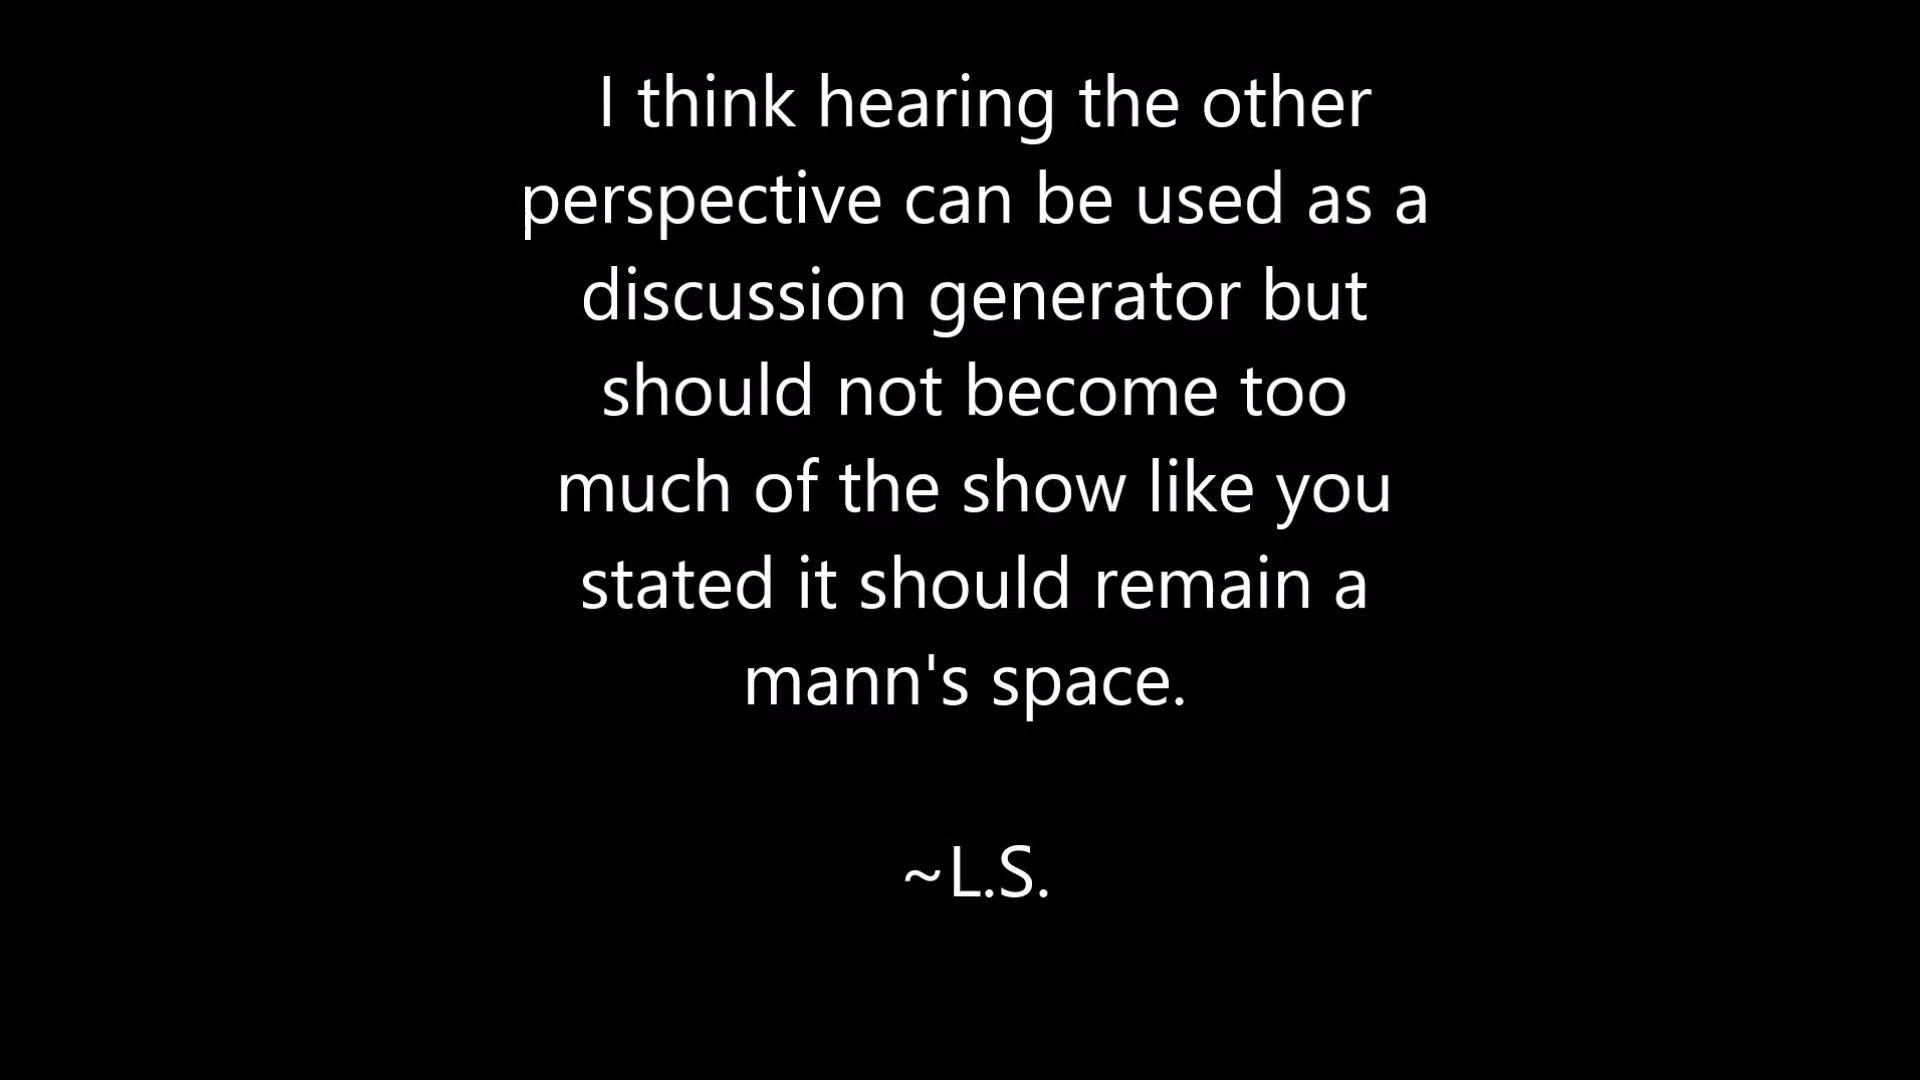 I think hearing the other
perspective can be used as a
discussion generator but
should not become too
much of the show like you
stated it should remain a
mann's space.
~L.S.